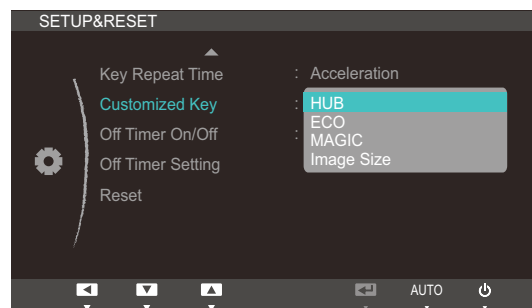 SETUP&RESET
Key Repeat Time : Acceleration
Customized Key : HUB
ECO
Off Timer On/Off : MAGIC
Off Timer Setting Image Size
Reset
AUTO